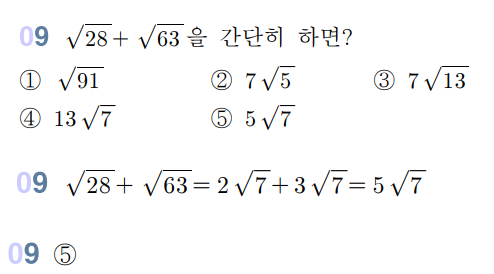 09 √28 + √63 을 간단히 하면?
① √91 ② 7√5 ③ 7√13
④ 13√7 ⑤ 5√7
09 √28 + √63 = 2√7 + 3√7 = 5√7
09 ⑤